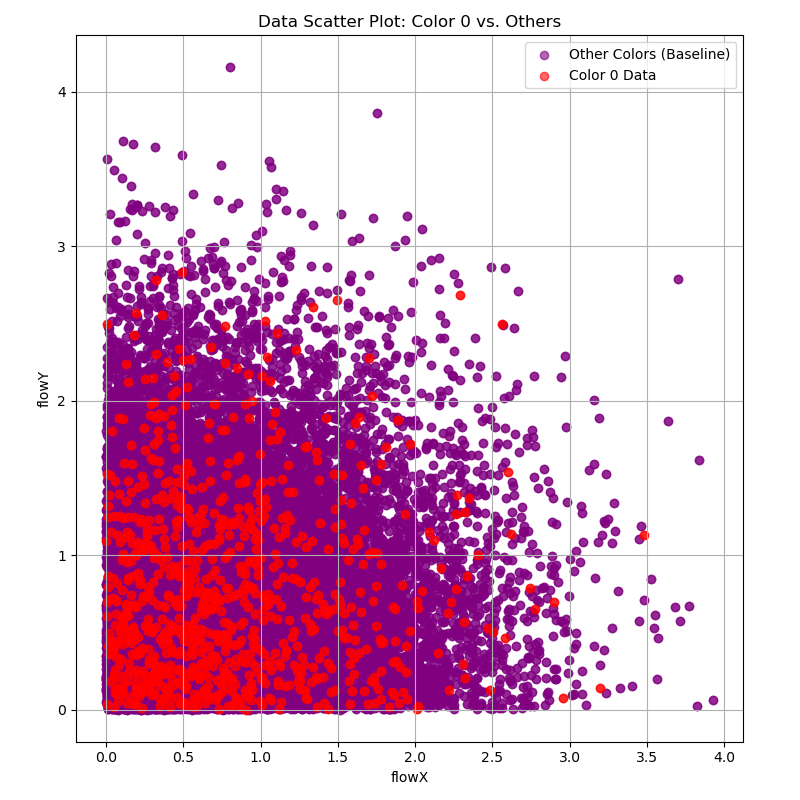 Data Scatter Plot: Color 0 vs. Others
Other Colors (Baseline)
Color 0 Data
4
3
2
1
0
flowY
0.0 0.5 1.0 1.5 2.0 2.5 3.0 3.5 4.0
flowX